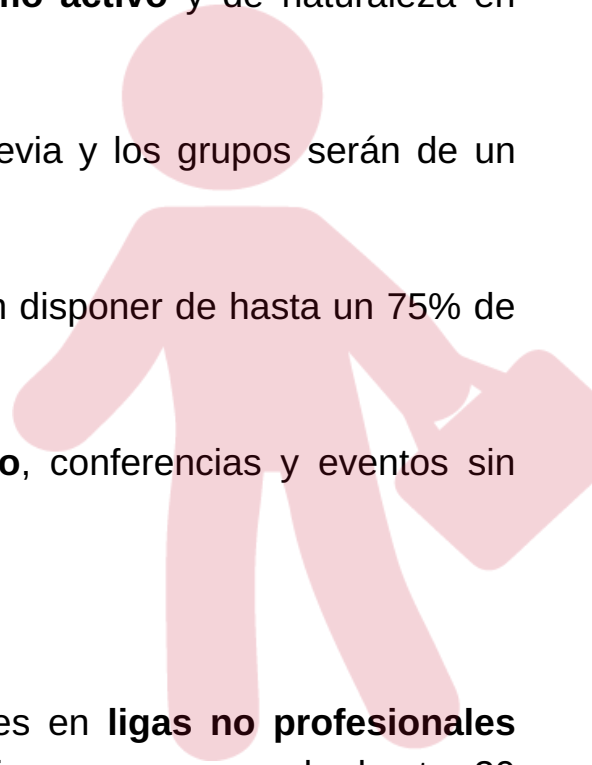 mo activo y de naturaleza en
evia y los grupos serán de un
n disponer de hasta un 75% de
o, conferencias y eventos sin
es en ligas no profesionales